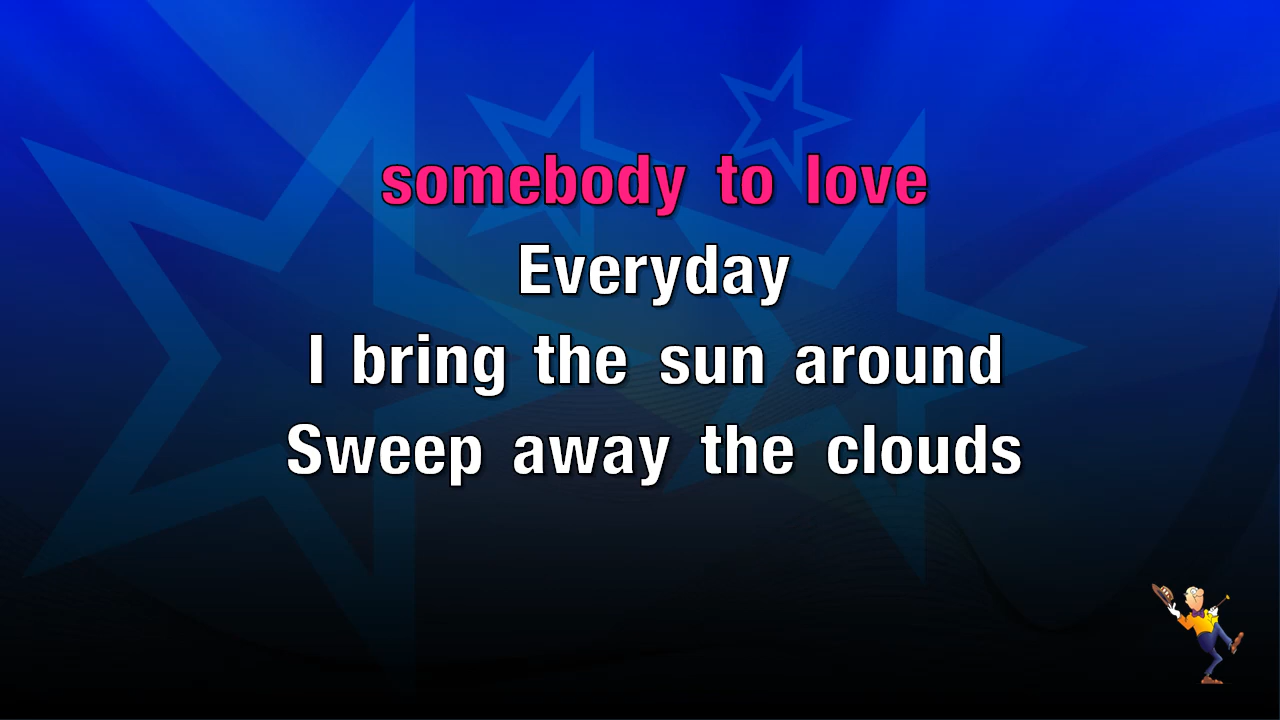 somebody to love
Everyday
I bring the sun around
Sweep away the clouds